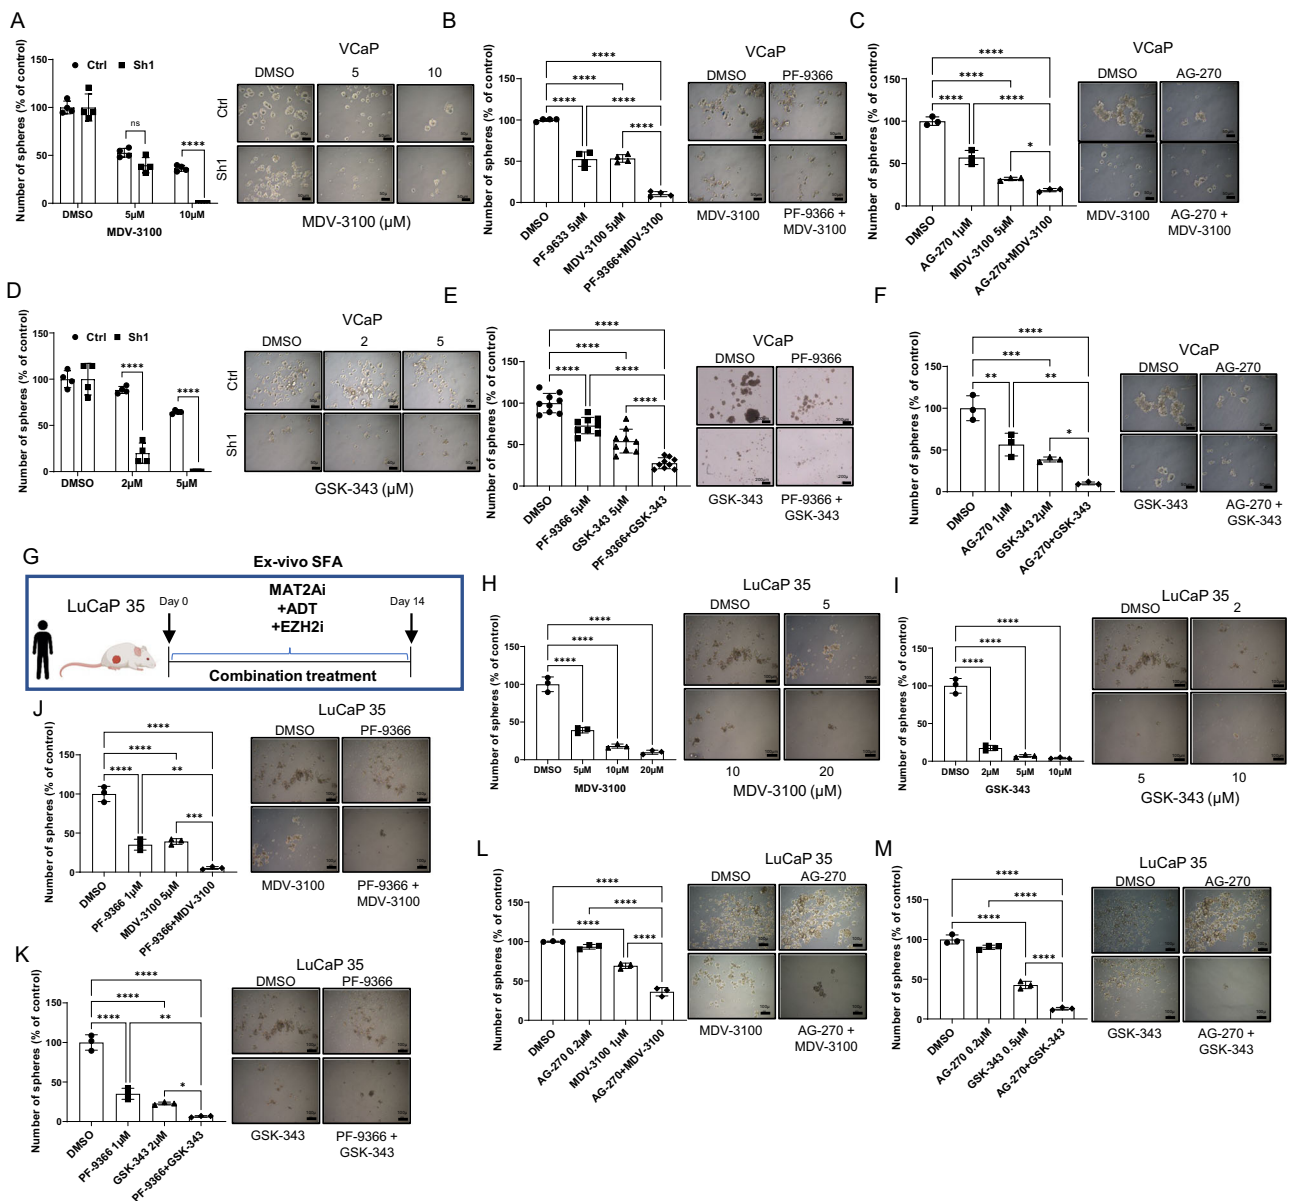 A
Number of spheres (% of control)
150
100
50
0
Ctrl
Sh1
ns
****
DMSO
5µM
10µM
MDV-3100
VCaP
DMSO
5
10
Ctrl
Sh1
MDV-3100 (µM)
B
Number of spheres (% of control)
150
100
50
0
****
****
****
****
****
DMSO
PF-9633 5µM
MDV-3100 5µM
PF-9366+MDV-3100
VCaP
DMSO
PF-9366
MDV-3100
PF-9366 +
MDV-3100
C
Number of spheres (% of control)
150
100
50
0
****
****
****
****
*
DMSO
AG-270 1µM
MDV-3100 5µM
AG-270+MDV-3100
VCaP
DMSO
AG-270
MDV-3100
AG-270 +
MDV-3100
D
Number of spheres (% of control)
150
100
50
0
Ctrl
Sh1
****
****
DMSO
2µM
5µM
VCaP
DMSO
2
5
Ctrl
Sh1
GSK-343 (µM)
E
Number of spheres (% of control)
150
100
50
0
****
****
****
****
****
DMSO
PF-9366 5µM
GSK-343 5µM
PF-9366+GSK-343
VCaP
DMSO
PF-9366
GSK-343
PF-9366 +
GSK-343
F
Number of spheres (% of control)
150
100
50
0
****
***
**
**
*
DMSO
AG-270 1µM
GSK-343 2µM
AG-270+GSK-343
VCaP
DMSO
AG-270
GSK-343
AG-270 +
GSK-343
G
Ex-vivo SFA
LuCaP 35
Day 0
MAT2Ai
+ADT
+EZH2i
Day 14
Combination treatment
H
Number of spheres (% of control)
150
100
50
0
****
****
****
DMSO
5µM
10µM
20µM
MDV-3100
LuCaP 35
DMSO
5
10
20
MDV-3100 (µM)
I
Number of spheres (% of control)
150
100
50
0
****
****
****
DMSO
2µM
5µM
10µM
GSK-343
LuCaP 35
DMSO
2
5
10
GSK-343 (µM)
J
Number of spheres (% of control)
150
100
50
0
****
****
****
**
***
DMSO
PF-9366 1µM
MDV-3100 5µM
PF-9366+MDV-3100
LuCaP 35
DMSO
PF-9366
MDV-3100
PF-9366 +
MDV-3100
K
Number of spheres (% of control)
150
100
50
0
****
****
****
**
*
DMSO
PF-9366 1µM
GSK-343 2µM
PF-9366+GSK-343
LuCaP 35
DMSO
PF-9366
GSK-343
PF-9366 +
GSK-343
L
Number of spheres (% of control)
150
100
50
0
****
****
****
****
DMSO
AG-270 0.2µM
MDV-3100 1µM
AG-270+MDV-3100
LuCaP 35
DMSO
AG-270
MDV-3100
AG-270 +
MDV-3100
M
Number of spheres (% of control)
150
100
50
0
****
****
****
****
DMSO
AG-270 0.2µM
GSK-343 0.5µM
AG-270+GSK-343
LuCaP 35
DMSO
AG-270
GSK-343
AG-270 +
GSK-343